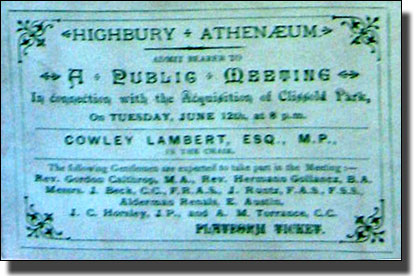 HIGHBURY ATHENÆUM.
ADMIT BEARER TO
A PUBLIC MEETING
In connection with the Acquisition of Clissold Park,
On TUESDAY, JUNE 12th, at 8 p.m.
COWLEY LAMBERT, ESQ., M.P.,
IN THE CHAIR.
The following Gentlemen are expected to take part in the Meeting:—
Rev. Gordon Calthrop, M.A., Rev. Hermann Gollancz, B.A.
Messrs. J. Beck, C.C., F.R.A.S., J. Runtz, F.A.S., F.S.S.,
Alderman Renals, E. Austin,
J. C. Horsley, J.P., and A. M. Torrance, C.C.
PLATFORM TICKET.